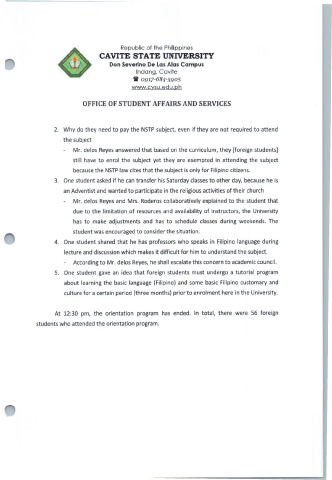 Republic of the Philippines
CAVITE STATE UNIVERSITY
Don Severino De Las Alas Campus
Indang, Cavite
☎ 0917-683-5905
www.cvsu.edu.ph
OFFICE OF STUDENT AFFAIRS AND SERVICES
2. Why do they need to pay the NSTP subject, even if they are not required to attend
the subject
- Mr. delos Reyes answered that based on the curriculum, they [foreign students]
still have to enrol the subject yet they are exempted in attending the subject
because the NSTP law cites that the subject is only for Filipino citizens.
3. One student asked if he can transfer his Saturday classes to other day, because he is
an Adventist and wanted to participate in the religious activities of their church
- Mr. delos Reyes and Mrs. Roderos collaboratively explained to the student that
due to the limitation of resources and availability of instructors, the University
has to make adjustments and has to schedule classes during weekends. The
student was encouraged to consider the situation.
4. One student shared that he has professors who speaks in Filipino language during
lecture and discussion which makes it difficult for him to understand the subject.
- According to Mr. delos Reyes, he shall escalate this concern to academic council.
5. One student gave an idea that foreign students must undergo a tutorial program
about learning the basic language (Filipino) and some basic Filipino customary and
culture for a certain period (three months) prior to enrolment here in the University.
At 12:30 pm, the orientation program has ended. In total, there were 56 foreign
students who attended the orientation program.